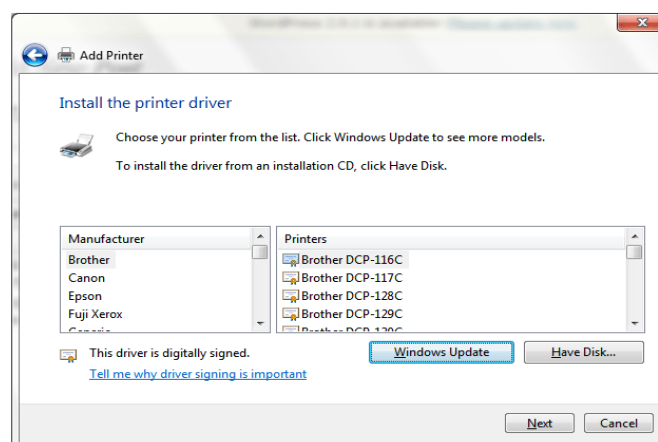 Add Printer
Install the printer driver
Choose your printer from the list. Click Windows Update to see more models.
To install the driver from an installation CD, click Have Disk.
Manufacturer
Brother
Canon
Epson
Fuji Xerox
Printers
Brother DCP-116C
Brother DCP-117C
Brother DCP-128C
Brother DCP-129C
This driver is digitally signed.
Tell me why driver signing is important
Windows Update
Have Disk...
Next
Cancel